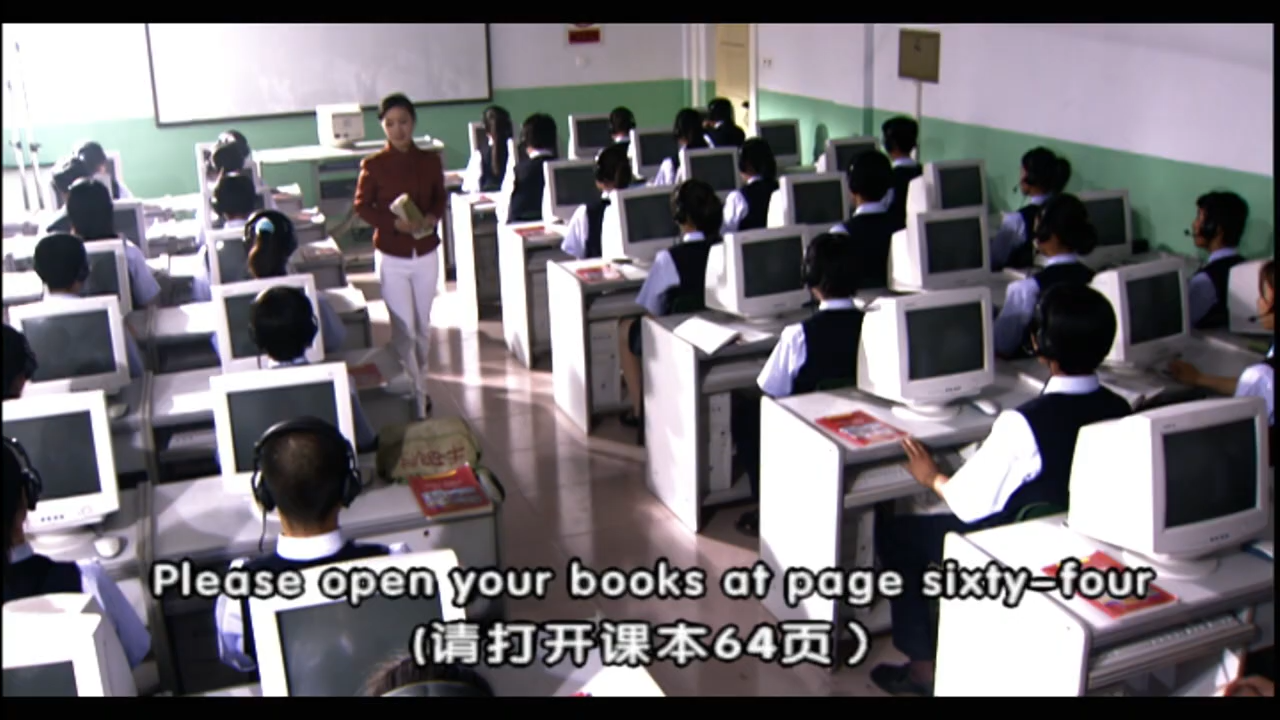 Please open your books at page sixty-four
(请打开课本64页）